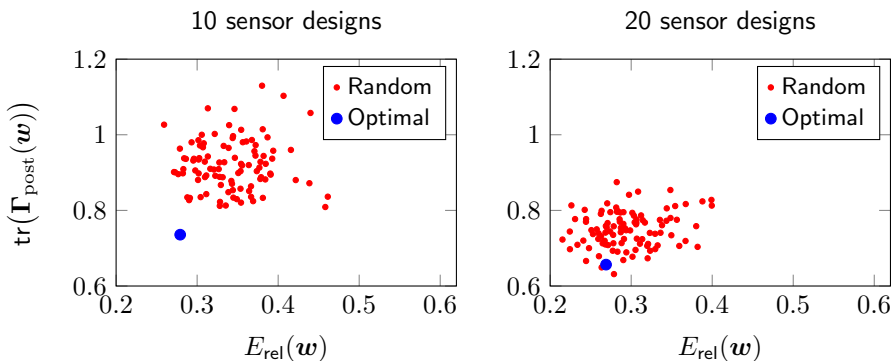 10 sensor designs
tr(Γpost(w))
1.2
1
0.8
0.6
0.2
0.3
0.4
0.5
0.6
Erel(w)
Random
Optimal
20 sensor designs
1.2
1
0.8
0.6
0.2
0.3
0.4
0.5
0.6
Erel(w)
Random
Optimal